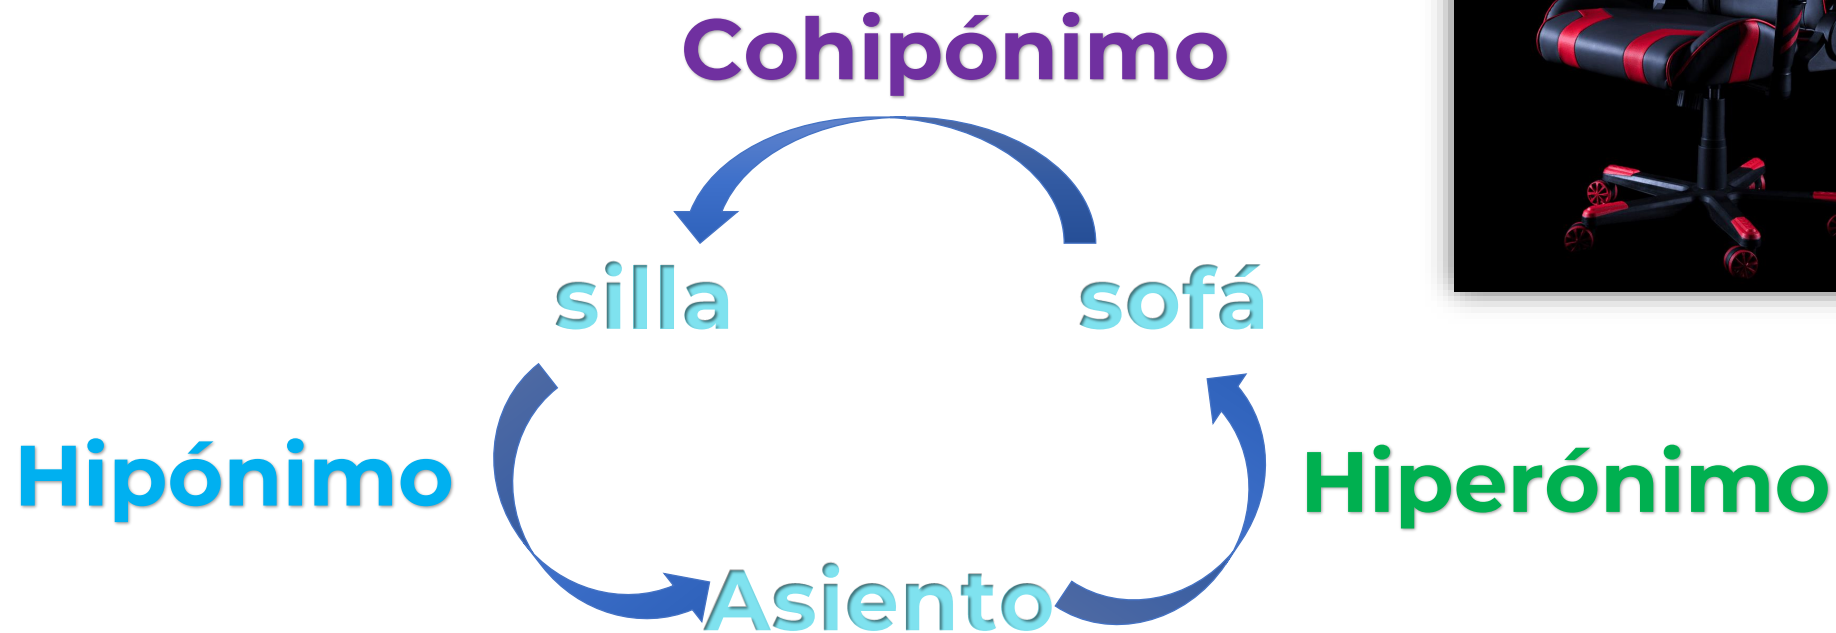 Cohipónimo
silla
sofá
Hipónimo
Hiperónimo
Asiento